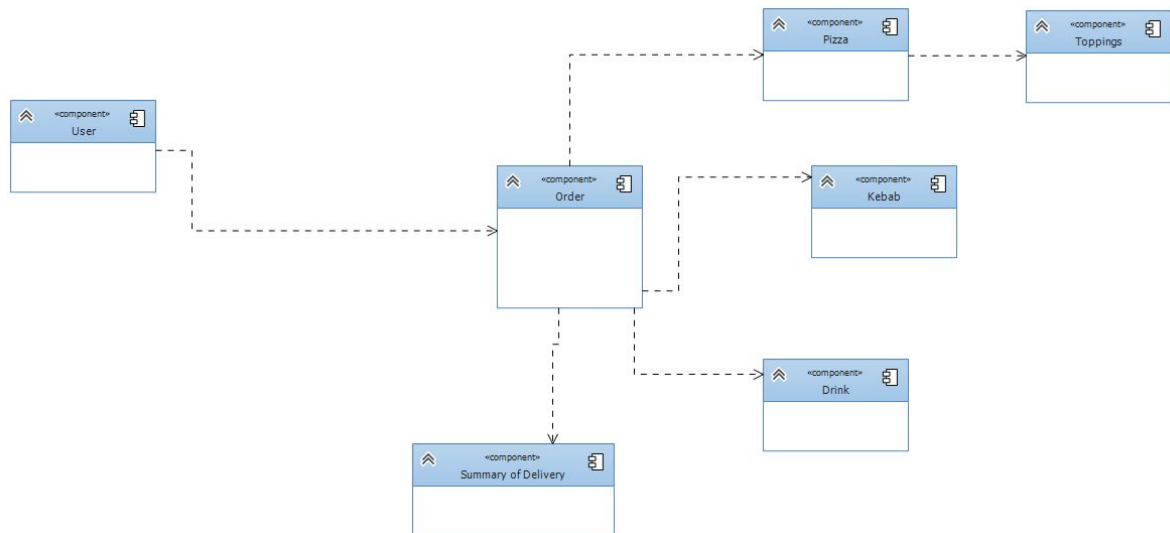 «component»
Pizza
«component»
Toppings
«component»
User
«component»
Order
«component»
Kebab
«component»
Drink
«component»
Summary of Delivery